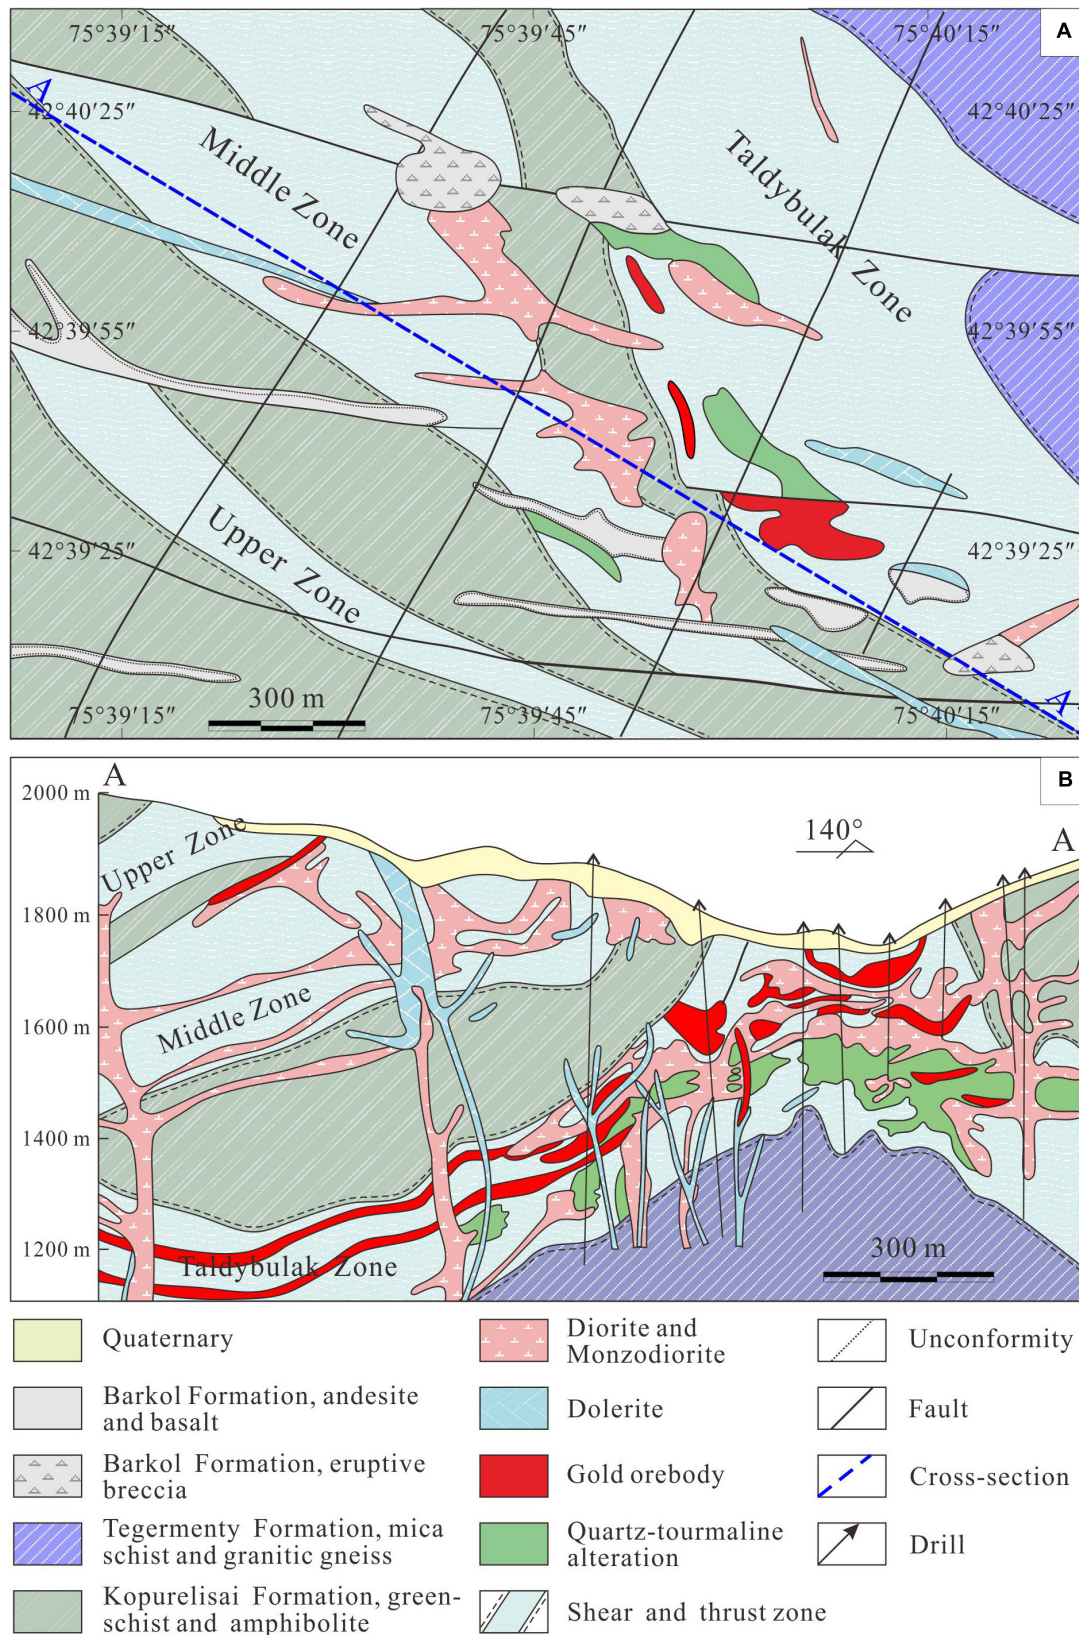 A
75°39′15″
75°39′45″
75°40′15″
A
42°40′25″
42°40′25″
Middle Zone
Taldybulak Zone
42°39′55″
42°39′55″
Upper Zone
42°39′25″
42°39′25″
300 m
75°39′15″
75°39′45″
75°40′15″
A
B
A
A
2000 m
140°
Upper Zone
1800 m
Middle Zone
1600 m
1400 m
1200 m
Taldybulak Zone
300 m
Quaternary
Barkol Formation, andesite
and basalt
Barkol Formation, eruptive
breccia
Tegermenty Formation, mica
schist and granitic gneiss
Kopurelisai Formation, green-
schist and amphibolite
Diorite and
Monzodiorite
Dolerite
Gold orebody
Quartz-tourmaline
alteration
Shear and thrust zone
Unconformity
Fault
Cross-section
Drill